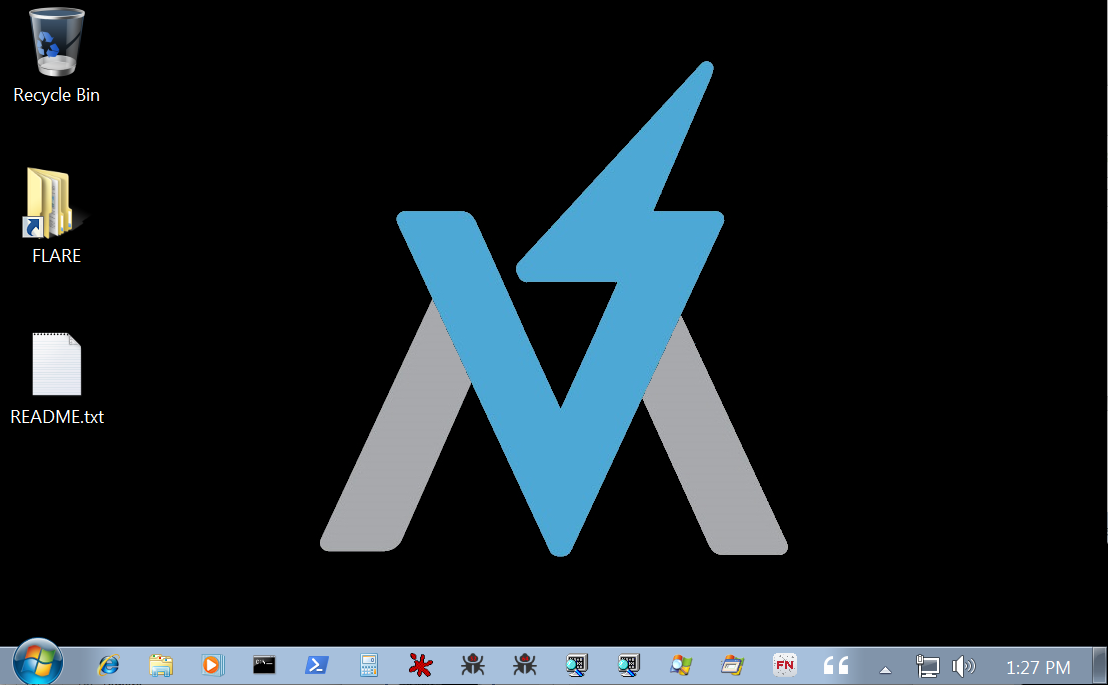 Recycle Bin
FLARE
README.txt
FN
1:27 PM